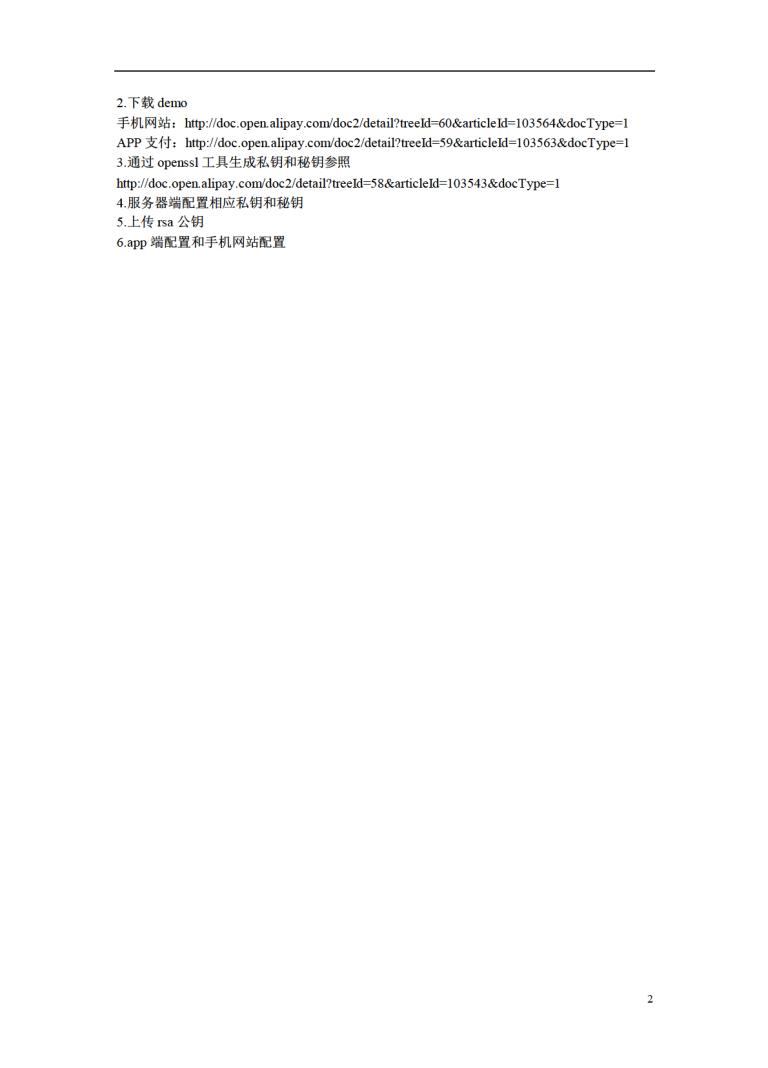 2.下载 demo
手机网站：http://doc.open.alipay.com/doc2/detail?treeId=60&articleId=103564&docType=1
APP 支付：http://doc.open.alipay.com/doc2/detail?treeId=59&articleId=103563&docType=1
3.通过 openssl 工具生成私钥和秘钥参照
http://doc.open.alipay.com/doc2/detail?treeId=58&articleId=103543&docType=1
4.服务器端配置相应私钥和秘钥
5.上传 rsa 公钥
6.app 端配置和手机网站配置
2